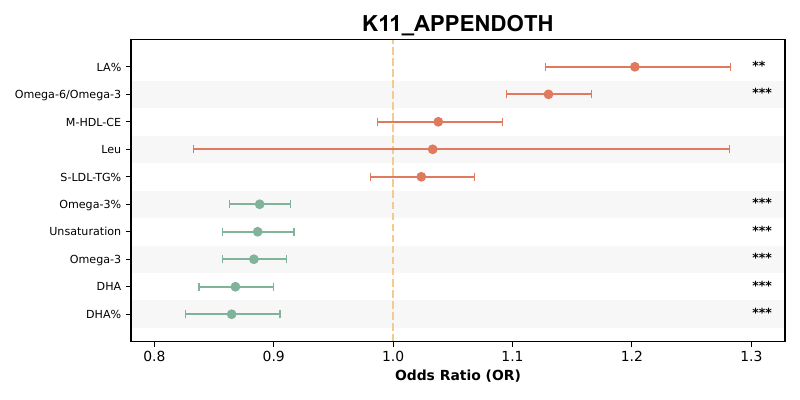 K11_APPENDOTH
LA% **
Omega-6/Omega-3 ***
M-HDL-CE
Leu
S-LDL-TG%
Omega-3% ***
Unsaturation ***
Omega-3 ***
DHA ***
DHA% ***
0.8 0.9 1.0 1.1 1.2 1.3
Odds Ratio (OR)